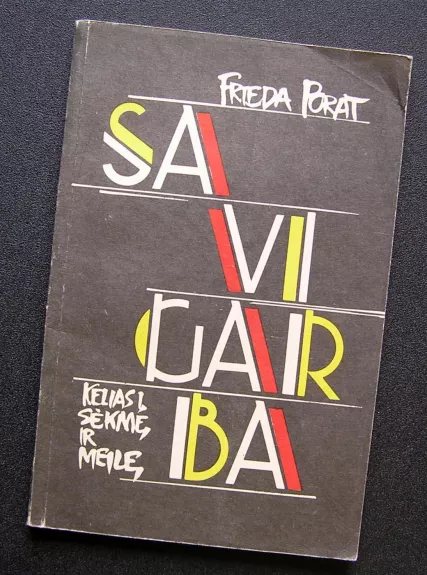 FRIEDA PORAT
SA
VI
GAR
BA
KELIAS Į
SĖKMĘ
IR
MEILĘ